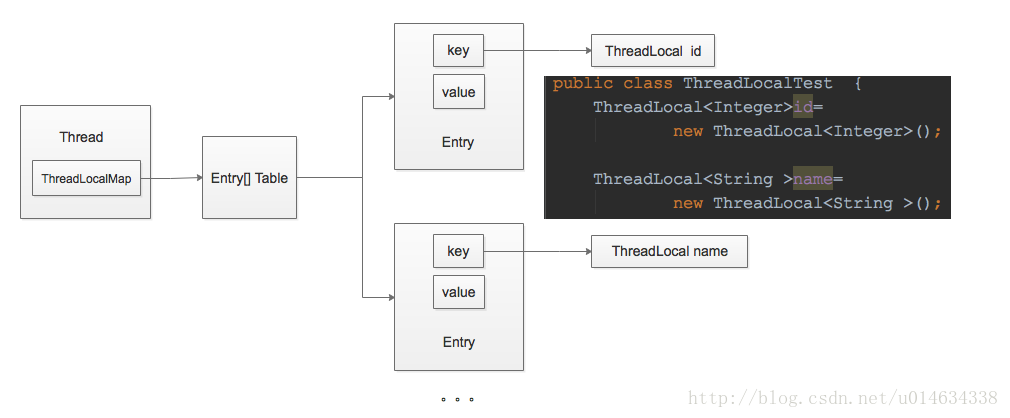 Thread
ThreadLocalMap
Entry[] Table
key
value
Entry
ThreadLocal id
public class ThreadLocalTest {
ThreadLocal<Integer>id=
new ThreadLocal<Integer>();
ThreadLocal<String >name=
new ThreadLocal<String >();
key
value
Entry
ThreadLocal name
。。。
http://blog.csdn.net/u014634338